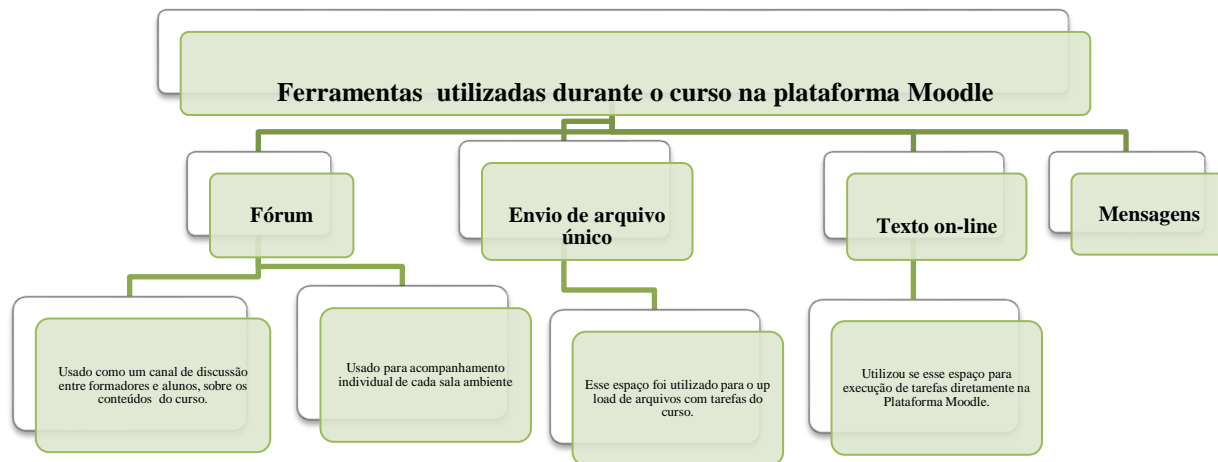 Ferramentas utilizadas durante o curso na plataforma Moodle
Fórum
Envio de arquivo
único
Texto on-line
Mensagens
Usado como um canal de discussão
entre formadores e alunos, sobre os
conteúdos do curso.
Usado para acompanhamento
individual de cada sala ambiente
Esse espaço foi utilizado para o up
load de arquivos com tarefas do
curso.
Utilizou se esse espaço para
execução de tarefas diretamente na
Plataforma Moodle.